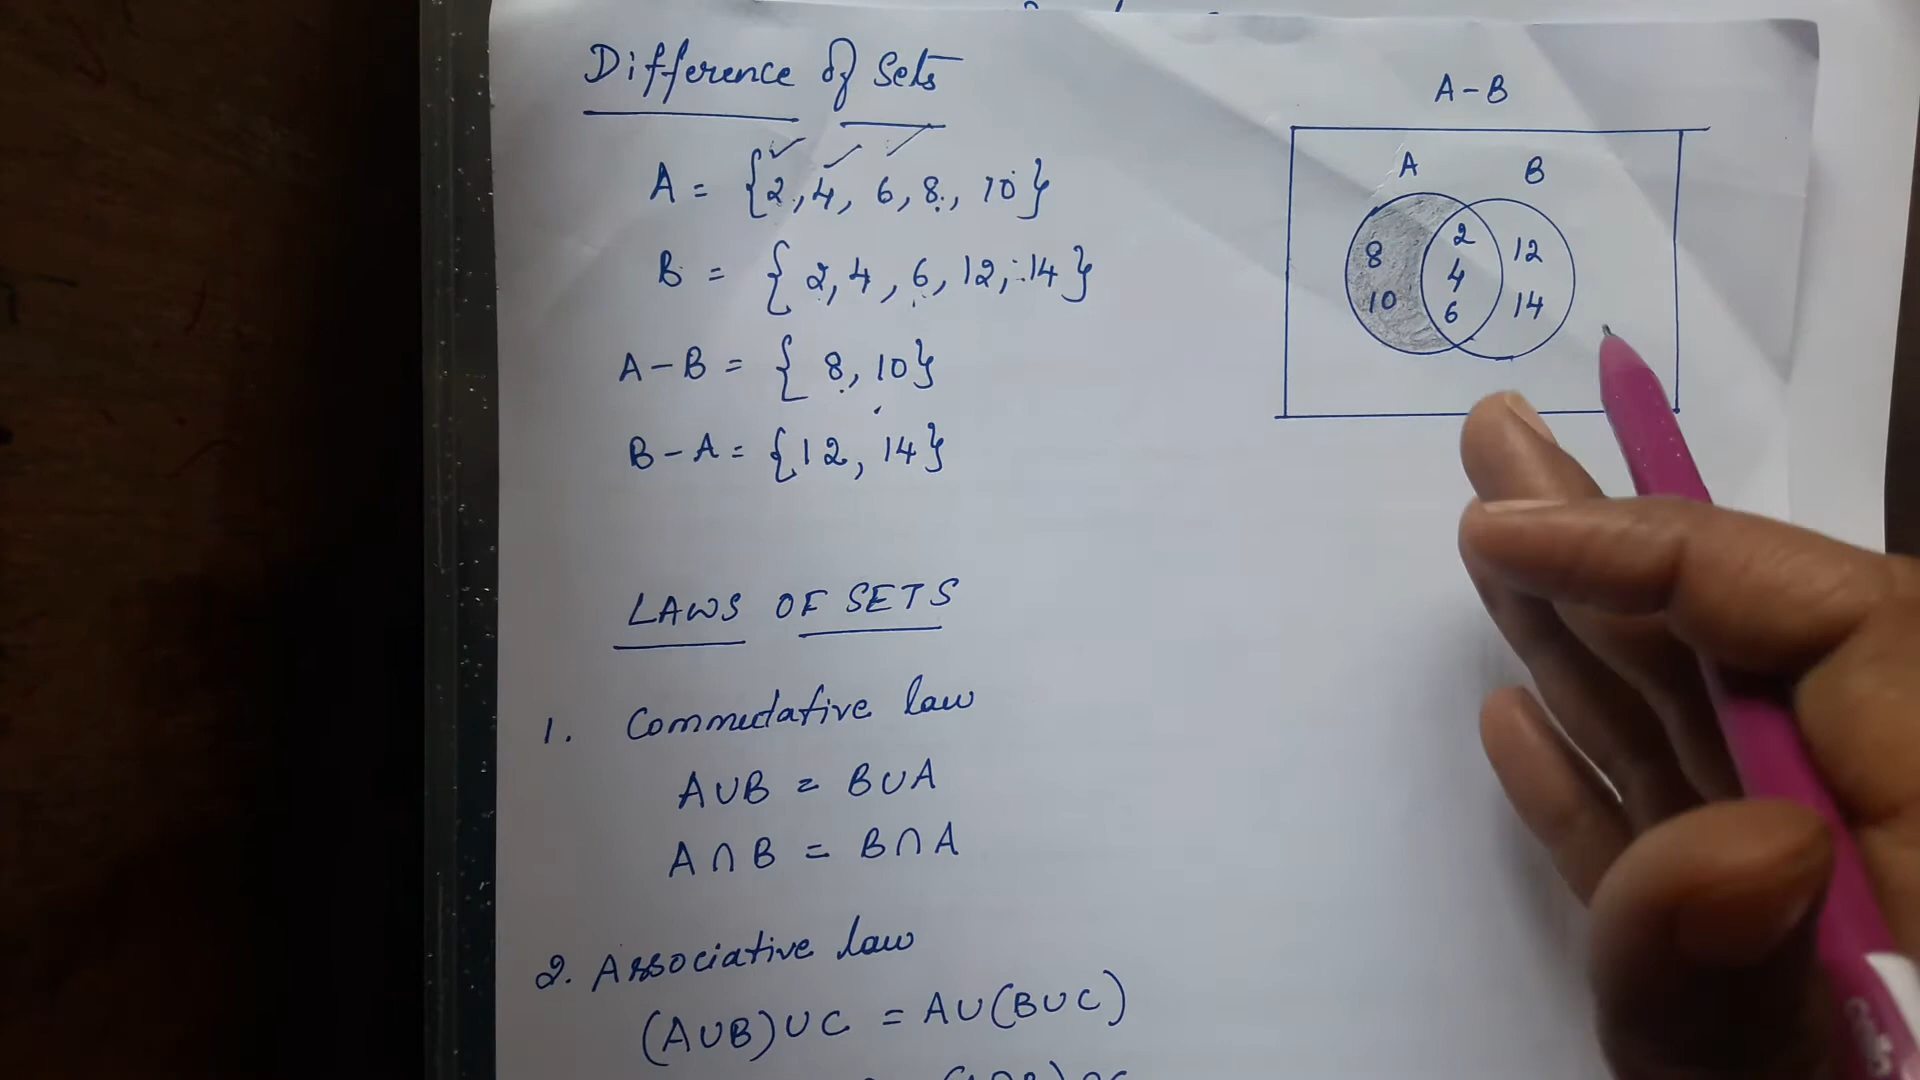 Difference of Sets
A = {2, 4, 6, 8, 10}
B = {2, 4, 6, 12, 14}
A-B = {8, 10}
B-A = {12, 14}
A-B
A B
8 2 12
4
10 6 14
LAWS OF SETS
1. Commutative law
A∪B = B∪A
A∩B = B∩A
2. Associative law
(A∪B)∪C = A∪(B∪C)